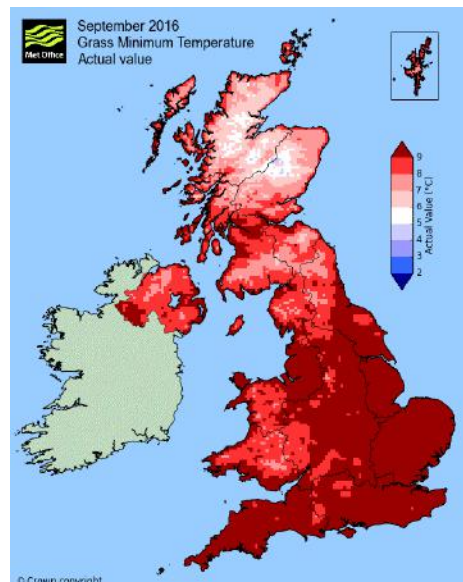 September 2016
Grass Minimum Temperature
Actual value
Met Office
9
8
7
6
5
4
3
2
Actual Value (°C)
© Crown copyright